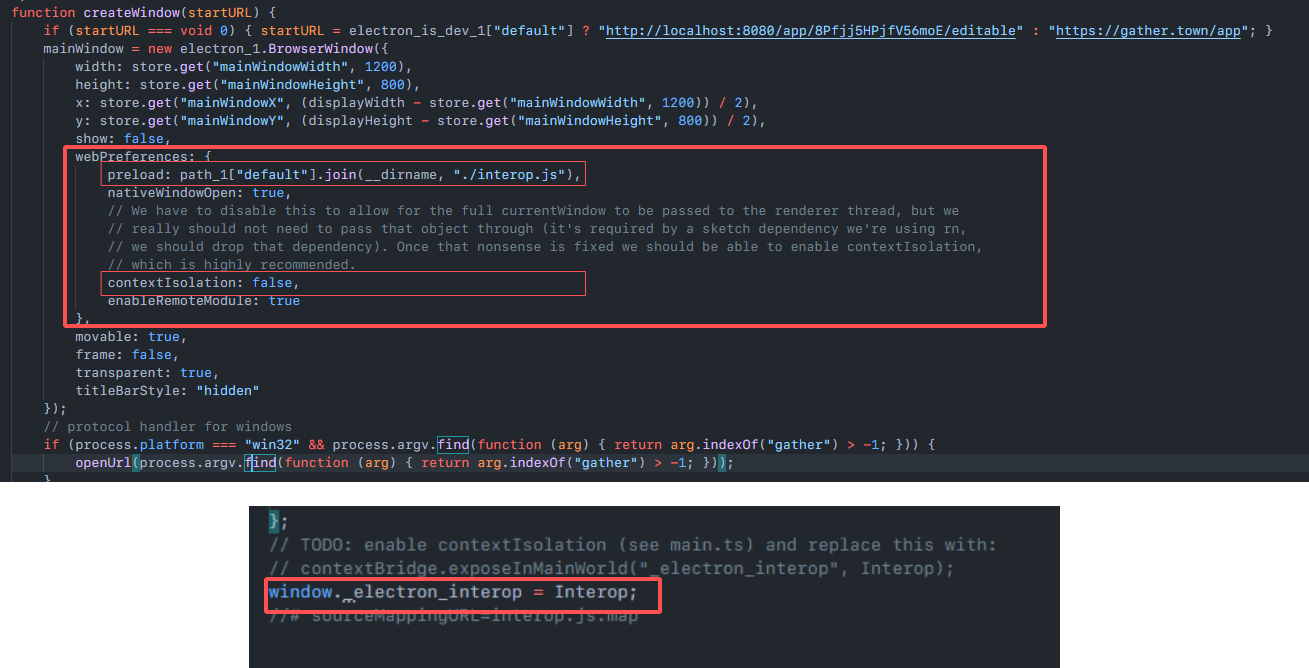 function createWindow(startURL) {
if (startURL === void 0) { startURL = electron_is_dev_1["default"] ? "http://localhost:8080/app/8Pfjj5HPjfV56moE/editable" : "https://gather.town/app"; }
mainWindow = new electron_1.BrowserWindow({
width: store.get("mainWindowWidth", 1200),
height: store.get("mainWindowHeight", 800),
x: store.get("mainWindowX", (displayWidth - store.get("mainWindowWidth", 1200)) / 2),
y: store.get("mainWindowY", (displayHeight - store.get("mainWindowHeight", 800)) / 2),
show: false,
webPreferences: {
preload: path_1["default"].join(__dirname, "./interop.js"),
nativeWindowOpen: true,
// We have to disable this to allow for the full currentWindow to be passed to the renderer thread, but we
// really should not need to pass that object through (it's required by a sketch dependency we're using rn,
// we should drop that dependency). Once that nonsense is fixed we should be able to enable contextIsolation,
// which is highly recommended.
contextIsolation: false,
enableRemoteModule: true
},
movable: true,
frame: false,
transparent: true,
titleBarStyle: "hidden"
});
// protocol handler for windows
if (process.platform === "win32" && process.argv.find(function (arg) { return arg.indexOf("gather") > -1; })) {
openUrl(process.argv.find(function (arg) { return arg.indexOf("gather") > -1; }));
}
};
// TODO: enable contextIsolation (see main.ts) and replace this with:
// contextBridge.exposeInMainWorld("_electron_interop", Interop);
window._electron_interop = Interop;
//# sourceMappingURL=interop.js.map